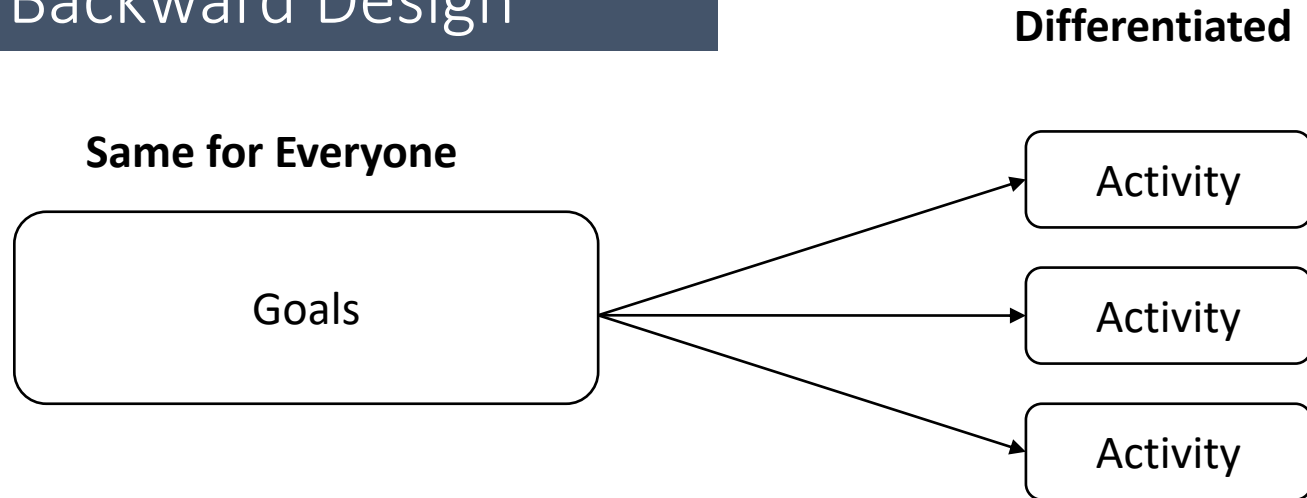 Backward Design
Differentiated
Same for Everyone
Activity
Goals
Activity
Activity